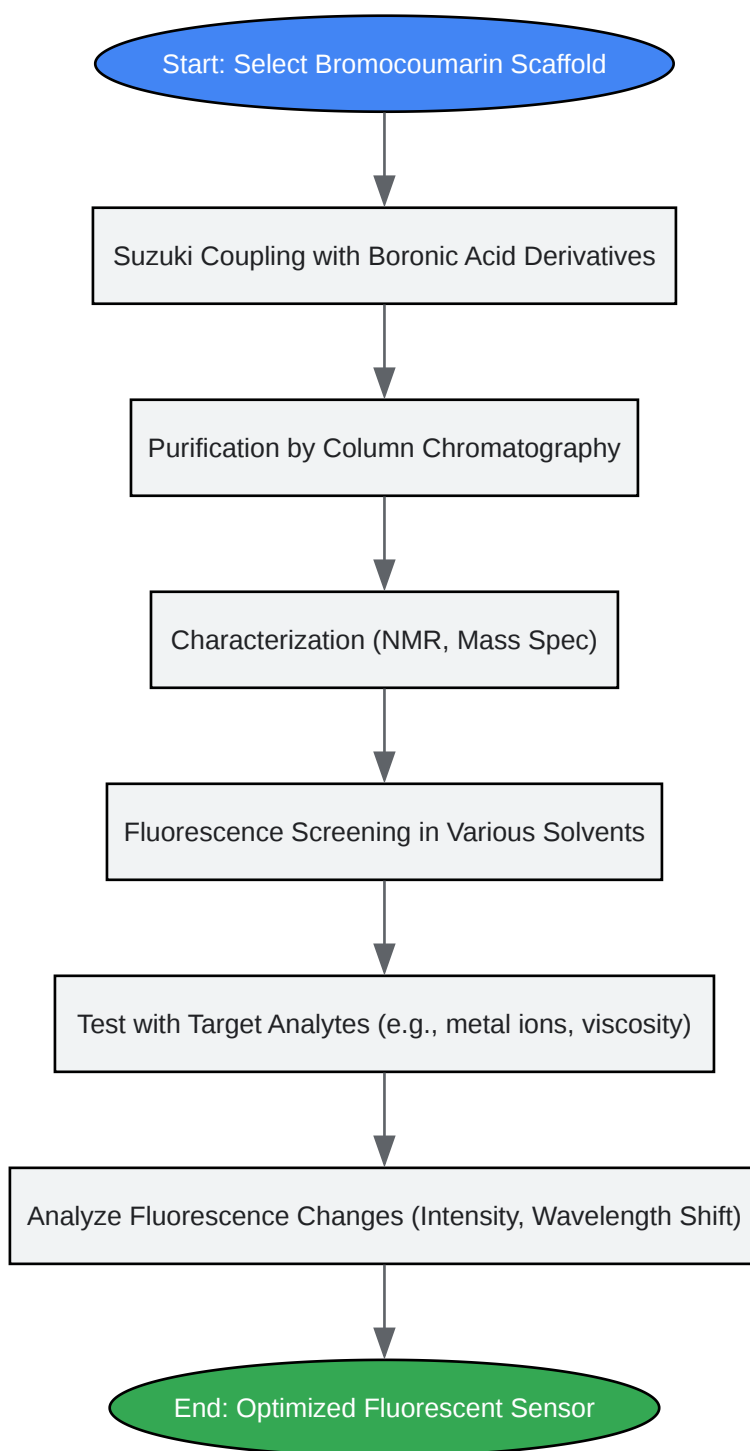 Start: Select Bromocoumarin Scaffold
Suzuki Coupling with Boronic Acid Derivatives
Purification by Column Chromatography
Characterization (NMR, Mass Spec)
Fluorescence Screening in Various Solvents
Test with Target Analytes (e.g., metal ions, viscosity)
Analyze Fluorescence Changes (Intensity, Wavelength Shift)
End: Optimized Fluorescent Sensor